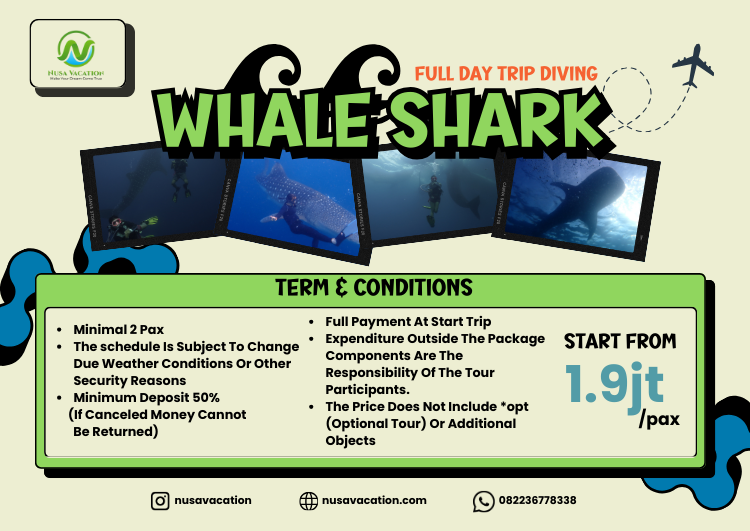 NUSA VACATION
Make Your Dream Come True
FULL DAY TRIP DIVING
WHALE SHARK
TERM & CONDITIONS
• Minimal 2 Pax
• The schedule Is Subject To Change
Due Weather Conditions Or Other
Security Reasons
• Minimum Deposit 50%
(If Canceled Money Cannot
Be Returned)
• Full Payment At Start Trip
• Expenditure Outside The Package
Components Are The
Responsibility Of The Tour
Participants.
• The Price Does Not Include *opt
(Optional Tour) Or Additional
Objects
START FROM
1.9jt
/pax
nusavacation
nusavacation.com
082236778338